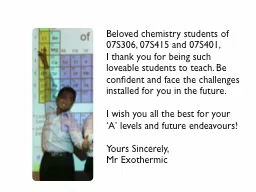 of
Beloved chemistry students of
07S306, 07S415 and 07S401,
I thank you for being such
loveable students to teach. Be
confident and face the challenges
installed for you in the future.
I wish you all the best for your
‘A’ levels and future endeavours!
Yours Sincerely,
Mr Exothermic